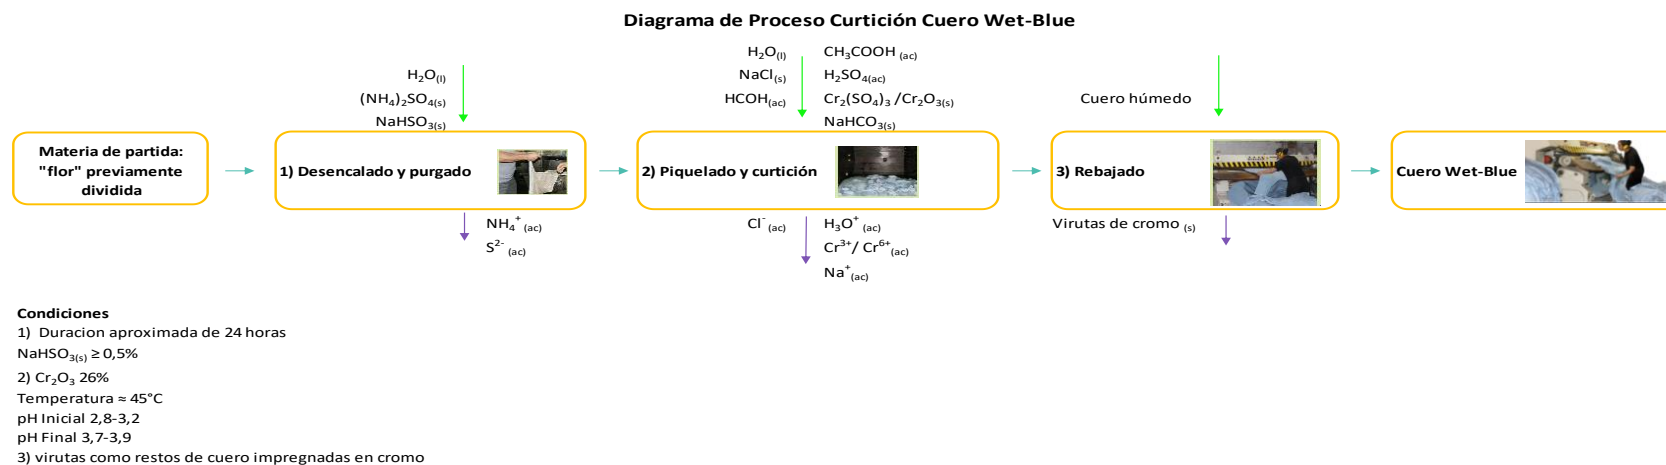 Diagrama de Proceso Curtición Cuero Wet-Blue
H₂O₍ₗ₎
(NH₄)₂SO₄₍ₛ₎
NaHSO₃₍ₛ₎
H₂O₍ₗ₎
NaCl₍ₛ₎
HCOH₍ac₎
CH₃COOH ₍ac₎
H₂SO₄₍ac₎
Cr₂(SO₄)₃ /Cr₂O₃₍ₛ₎
NaHCO₃₍ₛ₎
Cuero húmedo
Materia de partida:
"flor" previamente
dividida
1) Desencalado y purgado
2) Piquelado y curtición
3) Rebajado
Cuero Wet-Blue
NH₄⁺₍ac₎
S²⁻ ₍ac₎
Cl⁻ ₍ac₎
H₃O⁺ ₍ac₎
Cr³⁺/ Cr⁶⁺₍ac₎
Na⁺₍ac₎
Virutas de cromo ₍ₛ₎
Condiciones
1) Duracion aproximada de 24 horas
NaHSO₃₍ₛ₎ ≥ 0,5%
2) Cr₂O₃ 26%
Temperatura ≈ 45°C
pH Inicial 2,8-3,2
pH Final 3,7-3,9
3) virutas como restos de cuero impregnadas en cromo